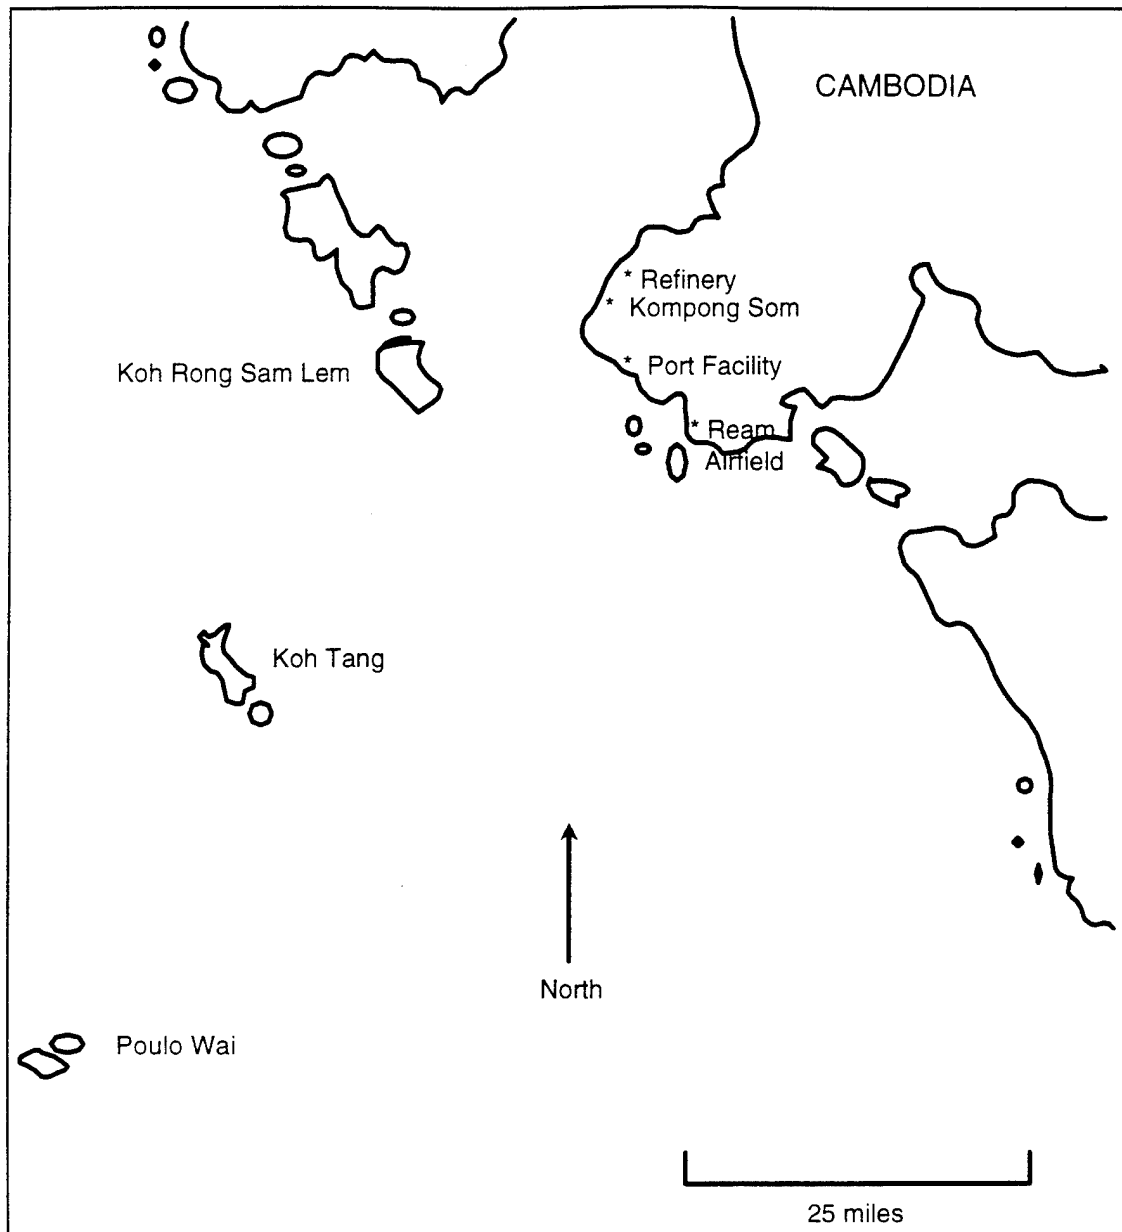 CAMBODIA
* Refinery
* Kompong Som
Koh Rong Sam Lem
* Port Facility
* Ream
Airfield
Koh Tang
North
Poulo Wai
25 miles